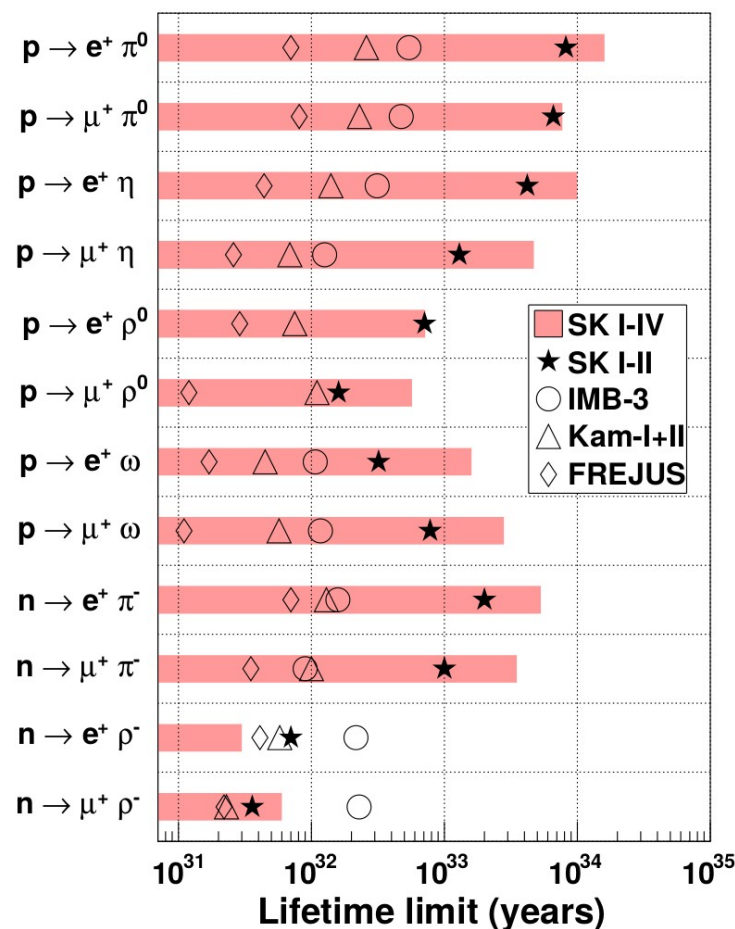 p → e⁺ π⁰
p → μ⁺ π⁰
p → e⁺ η
p → μ⁺ η
p → e⁺ ρ⁰
p → μ⁺ ρ⁰
p → e⁺ ω
p → μ⁺ ω
n → e⁺ π⁻
n → μ⁺ π⁻
n → e⁺ ρ⁻
n → μ⁺ ρ⁻
SK I-IV
SK I-II
IMB-3
Kam-I+II
FREJUS
10³¹ 10³² 10³³ 10³⁴ 10³⁵
Lifetime limit (years)